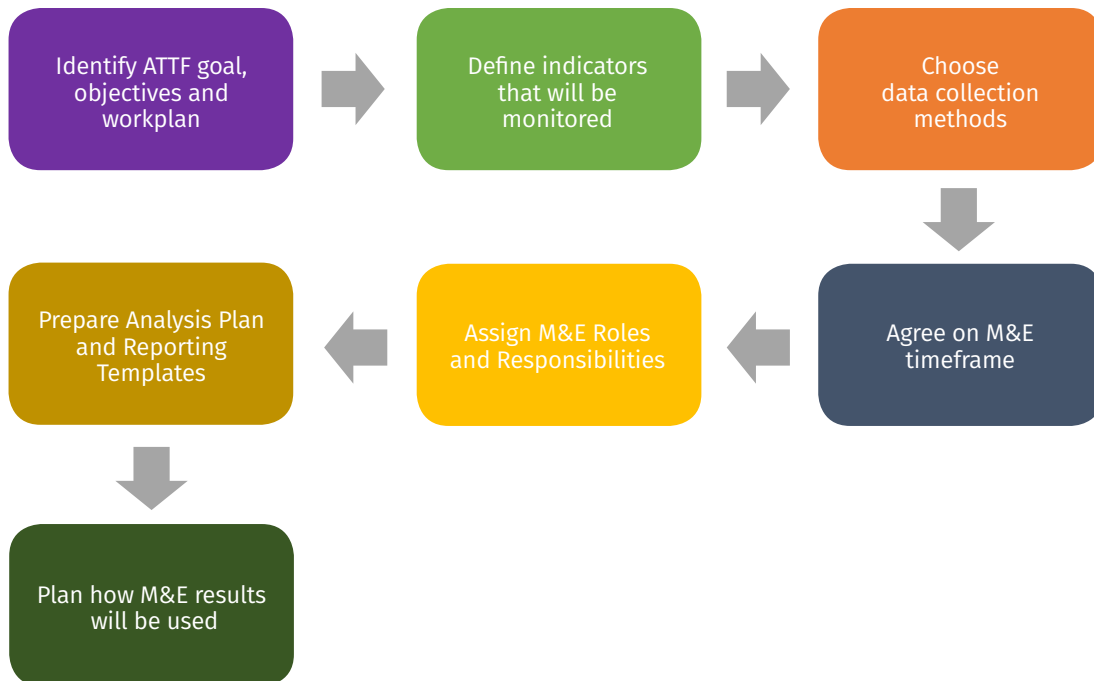 Identify ATTF goal,
objectives and
workplan
Define indicators
that will be
monitored
Choose
data collection
methods
Agree on M&E
timeframe
Assign M&E Roles
and Responsibilities
Prepare Analysis Plan
and Reporting
Templates
Plan how M&E results
will be used